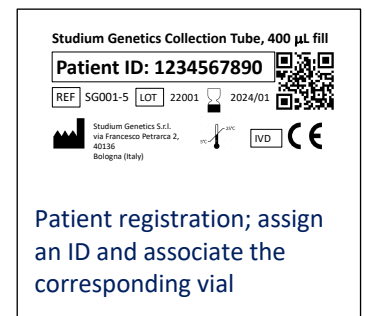 Studium Genetics Collection Tube, 400 µL fill
Patient ID: 1234567890
REF SG001-5 LOT 22001 2024/01
Studium Genetics S.r.l.
via Francesco Petrarca 2,
40136
Bologna (Italy)
25°C
5°C
IVD CE
Patient registration; assign
an ID and associate the
corresponding vial